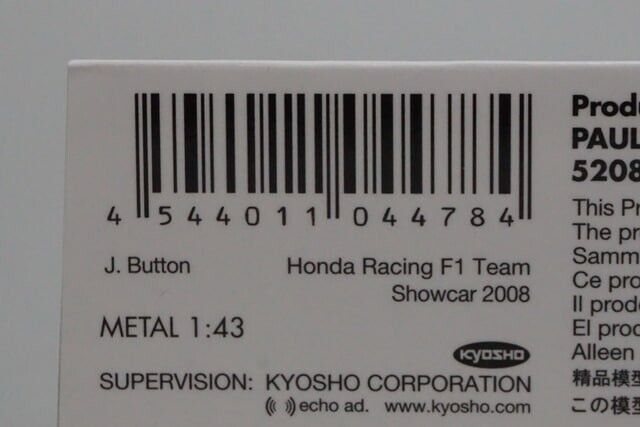 4 544011 044784
J. Button
Honda Racing F1 Team
Showcar 2008
METAL 1:43
KYOSHO
SUPERVISION: KYOSHO CORPORATION
echo ad. www.kyosho.com
Produ
PAUL
5208
This Pr
The pr
Samm
Ce pro
Il prod
El prod
Alleen
精品模型
この模型